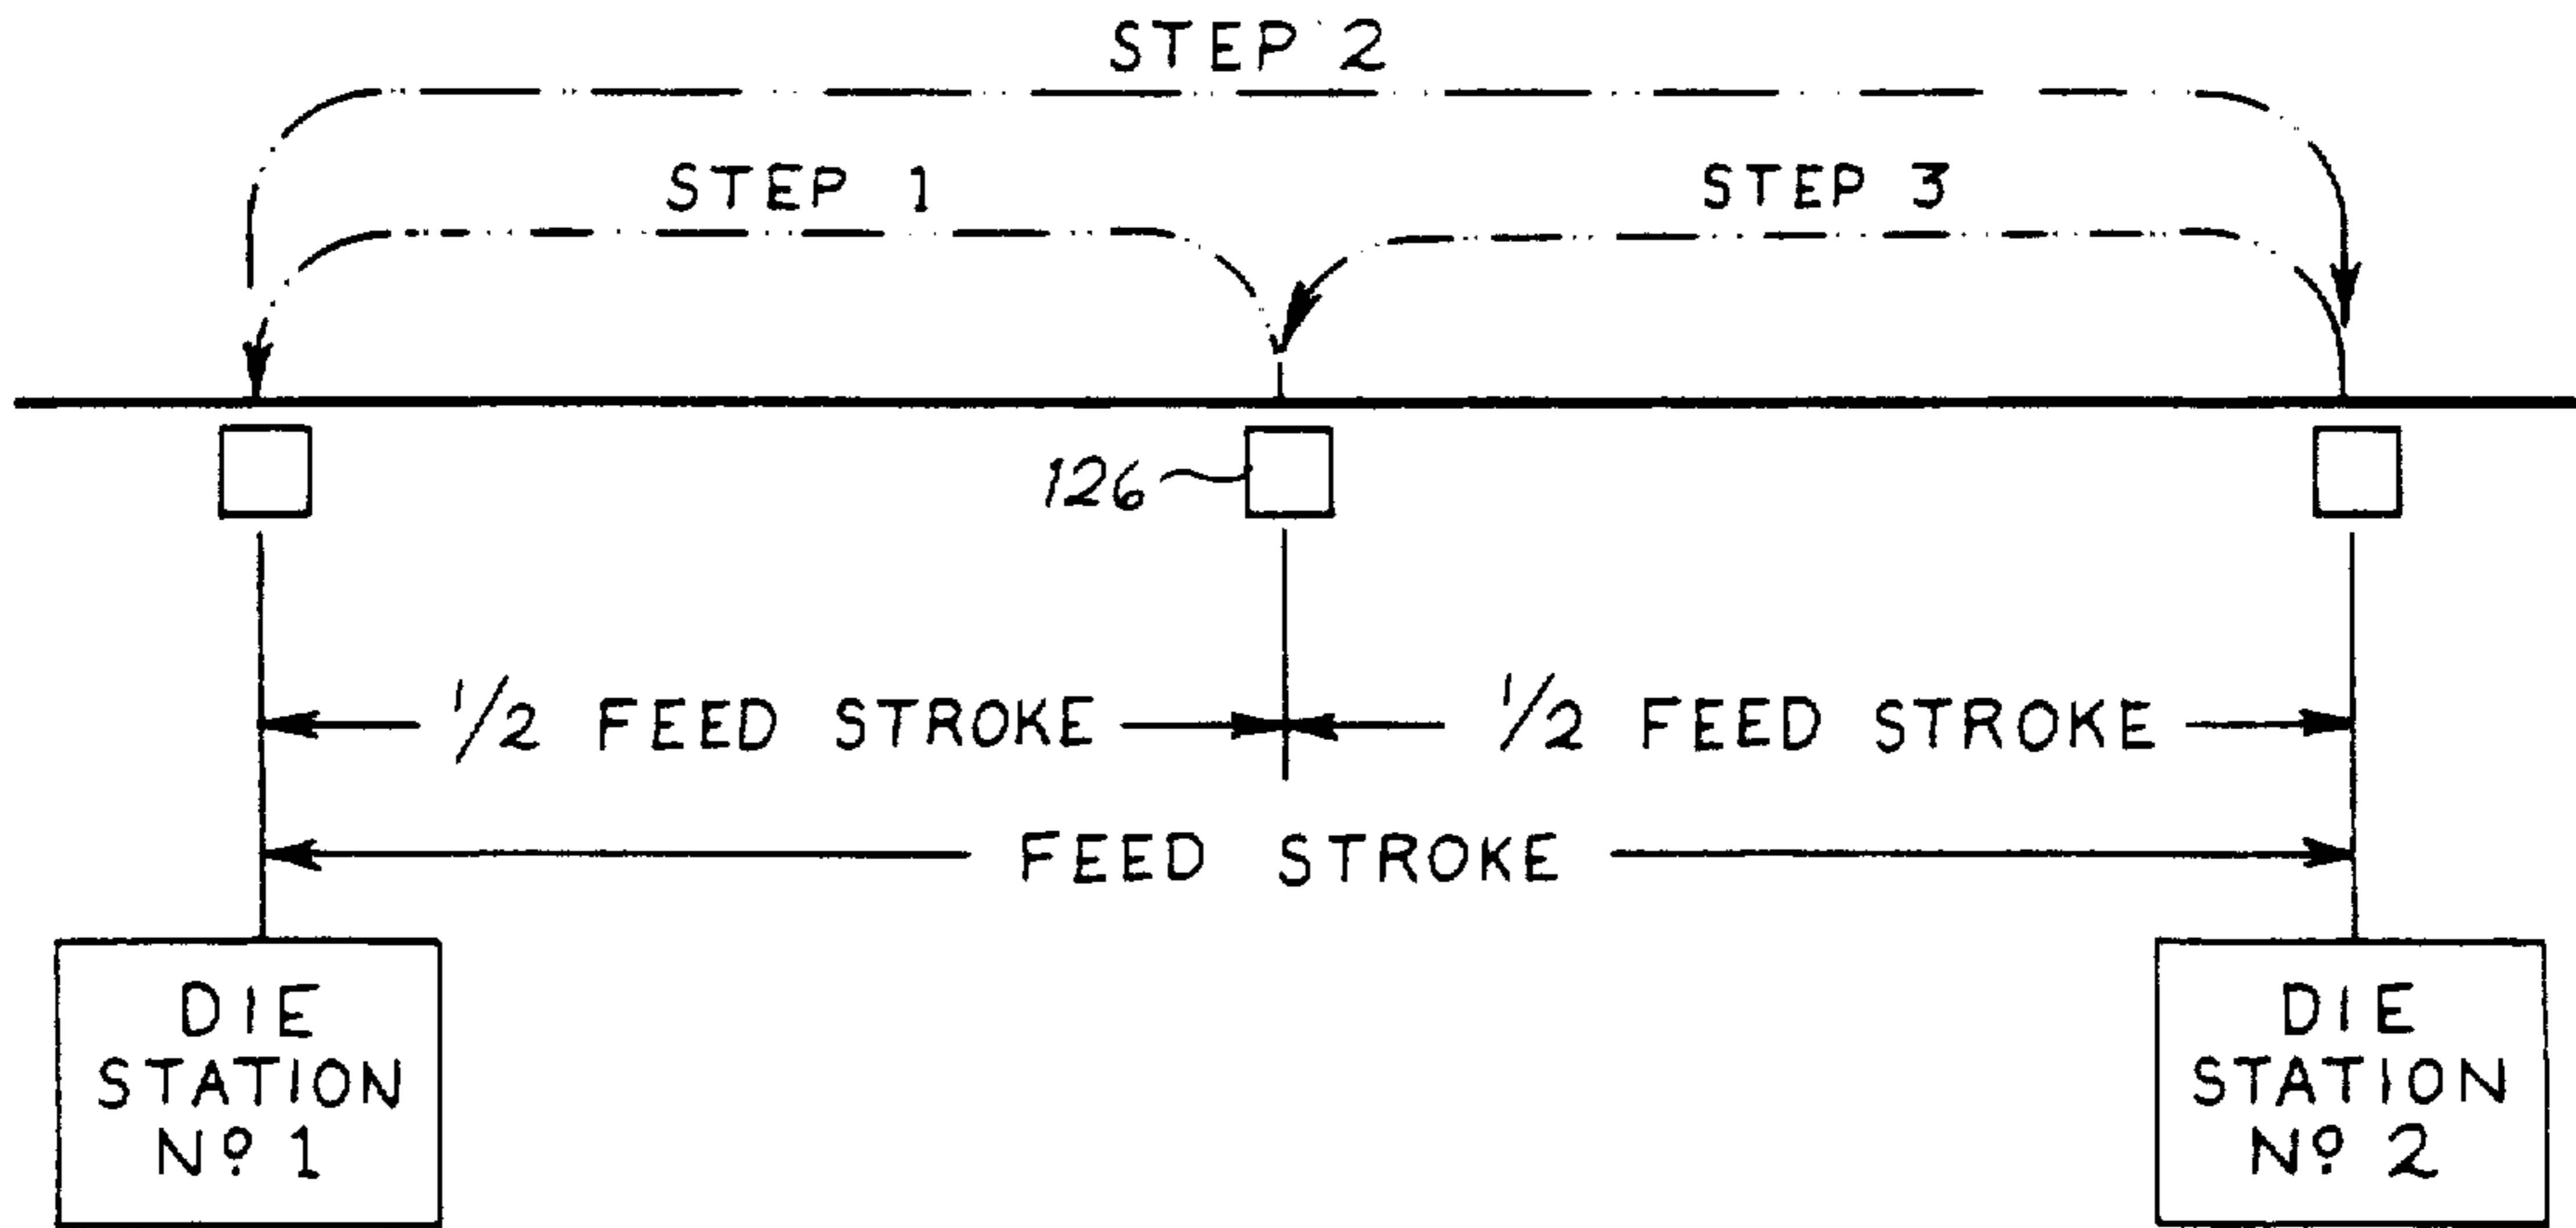 STEP 2
STEP 1
STEP 3
126
1/2 FEED STROKE
1/2 FEED STROKE
FEED STROKE
DIE
STATION
Nº 1
DIE
STATION
Nº 2